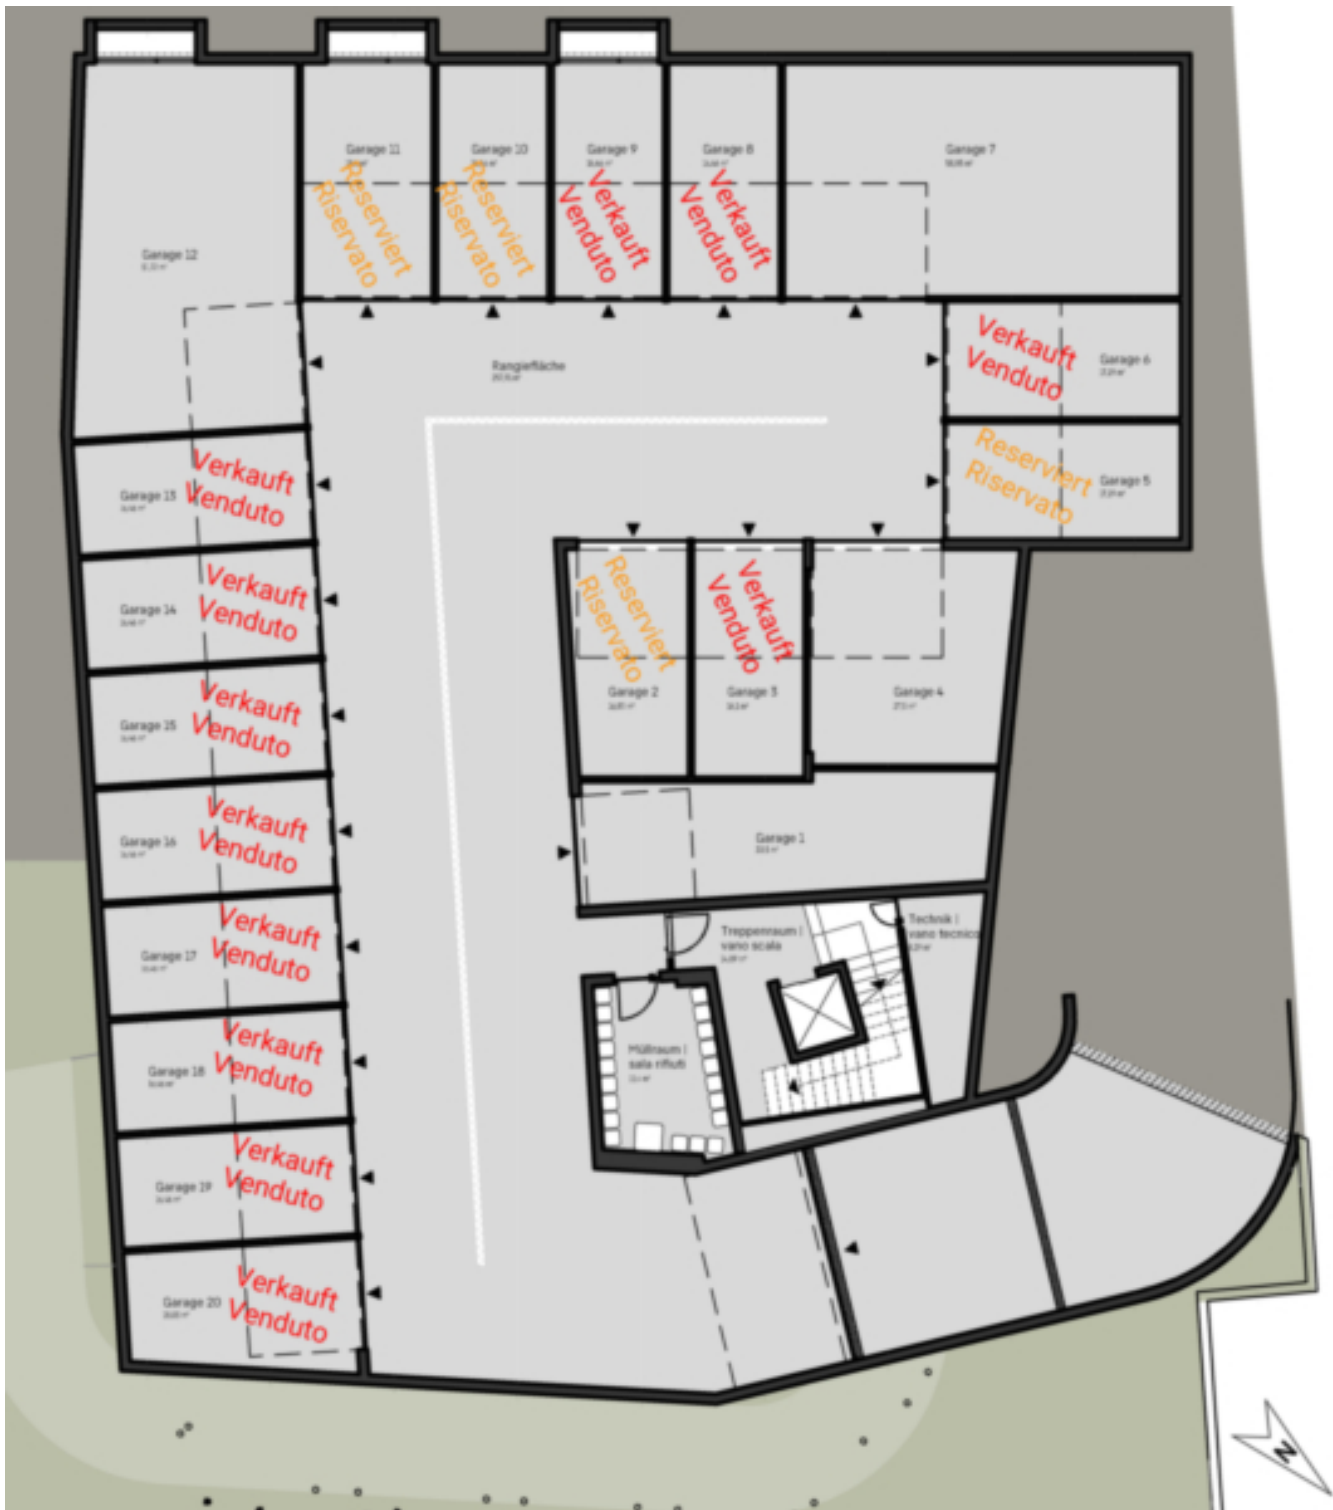 Garage 11
Reserviert
Riservato
Garage 10
Reserviert
Riservato
Garage 9
Verkauft
Venduto
Garage 8
Verkauft
Venduto
Garage 7
Garage 12
Rangierfläche
Verkauft
Venduto
Garage 6
Reserviert
Riservato
Garage 5
Garage 13
Verkauft
Venduto
Garage 14
Verkauft
Venduto
Reserviert
Riservato
Garage 2
Verkauft
Venduto
Garage 3
Garage 4
Garage 15
Verkauft
Venduto
Garage 16
Verkauft
Venduto
Garage 1
Garage 17
Verkauft
Venduto
Treppenraum |
vano scala
Technik |
vano tecnico
Garage 18
Verkauft
Venduto
Müllraum |
sala rifiuti
Garage 19
Verkauft
Venduto
Garage 20
Verkauft
Venduto
N